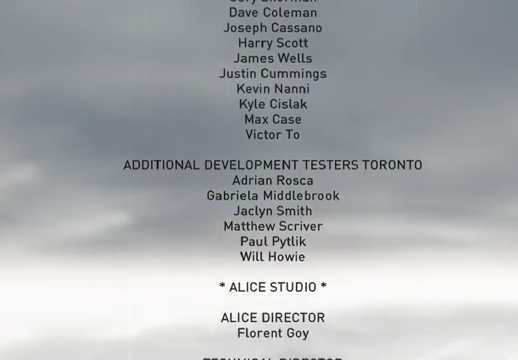 Dave Coleman
Joseph Cassano
Harry Scott
James Wells
Justin Cummings
Kevin Nanni
Kyle Cislak
Max Case
Victor To
ADDITIONAL DEVELOPMENT TESTERS TORONTO
Adrian Rosca
Gabriela Middlebrook
Jaclyn Smith
Matthew Scriver
Paul Pytlik
Will Howie
* ALICE STUDIO *
ALICE DIRECTOR
Florent Goy
TECHNICAL DIRECTOR